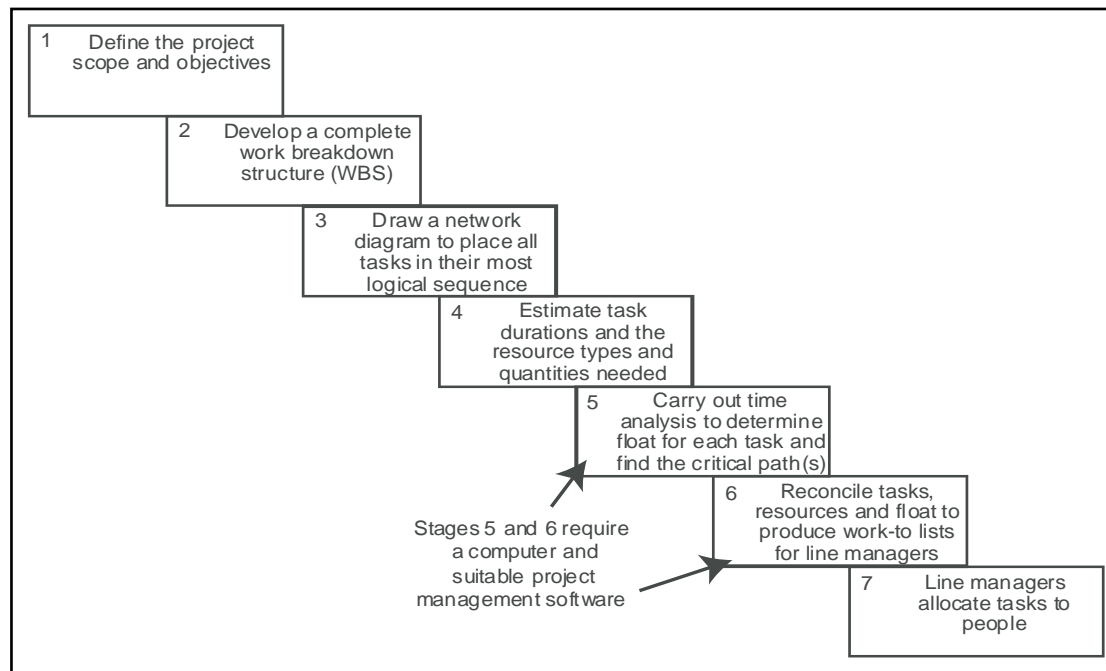 1 Define the project
scope and objectives
2 Develop a complete
work breakdown
structure (WBS)
3 Draw a network
diagram to place all
tasks in their most
logical sequence
4 Estimate task
durations and the
resource types and
quantities needed
5 Carry out time
analysis to determine
float for each task and
find the critical path(s)
6 Reconcile tasks,
resources and float to
produce work-to lists
for line managers
Stages 5 and 6 require
a computer and
suitable project
management software
7 Line managers
allocate tasks to
people